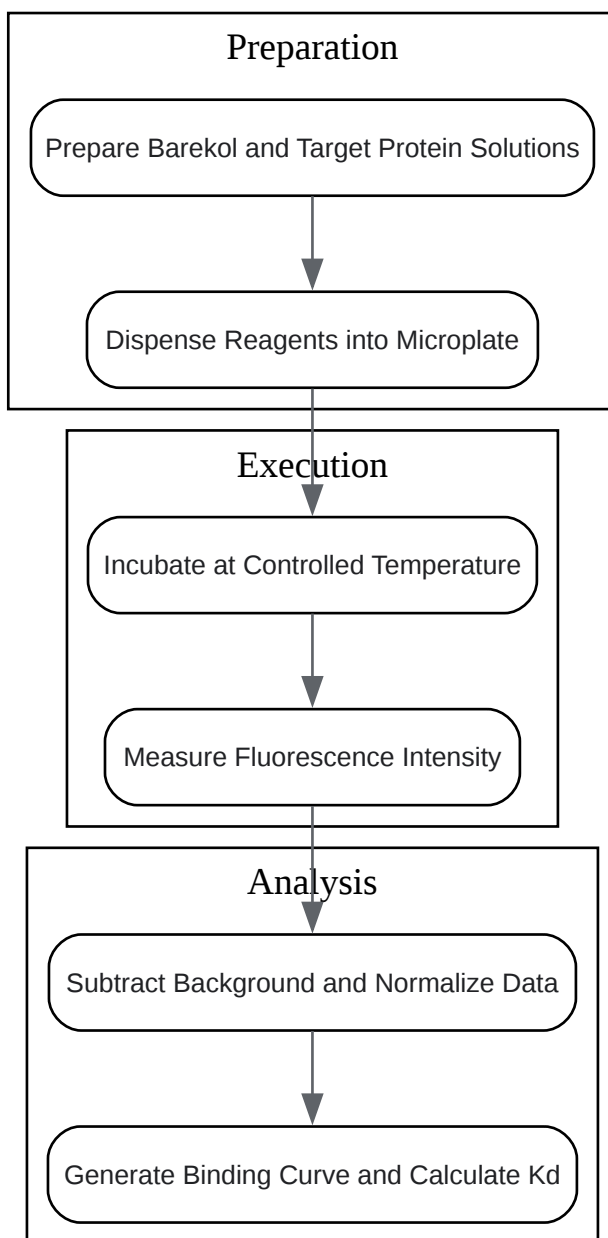 Preparation
Prepare Barekol and Target Protein Solutions
Dispense Reagents into Microplate
Execution
Incubate at Controlled Temperature
Measure Fluorescence Intensity
Analysis
Subtract Background and Normalize Data
Generate Binding Curve and Calculate Kd